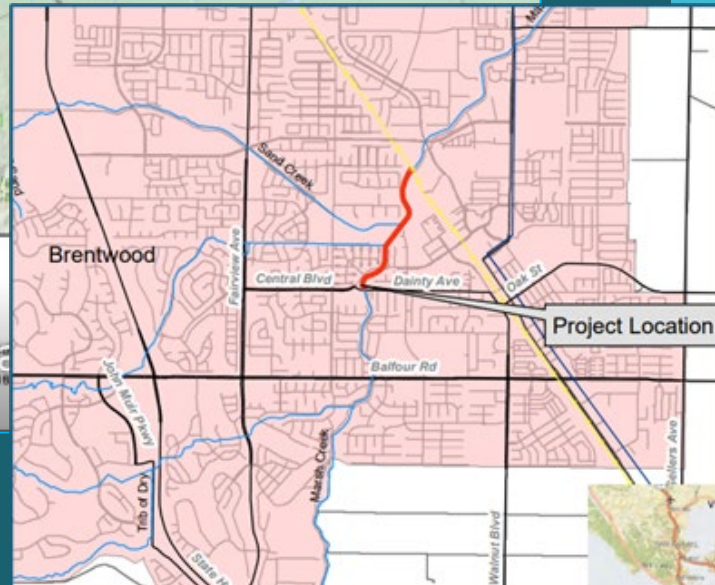 Sand Creek
Brentwood
Fairview Ave
Central Blvd
Dainty Ave
Oak St
Project Location
Balfour Rd
John Muir Pkwy
Marsh Creek
Trib of Dry
Sellers Ave
Walnut Blvd
State H